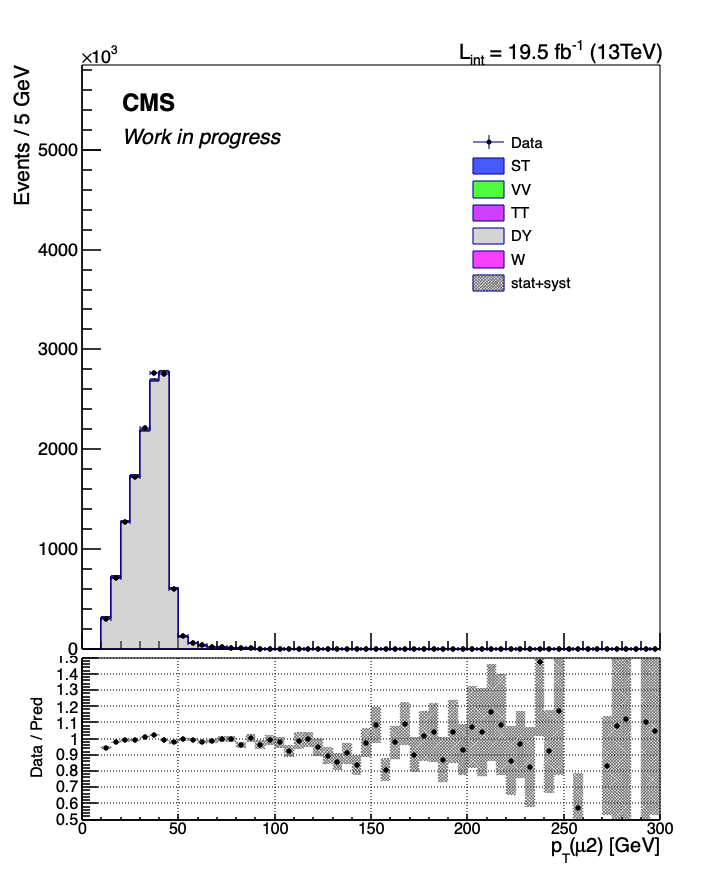 ×10³
L_int = 19.5 fb⁻¹ (13TeV)
Events / 5 GeV
CMS
Work in progress
Data
ST
VV
TT
DY
W
stat+syst
5000
4000
3000
2000
1000
0
Data / Pred
1.5
1.4
1.3
1.2
1.1
1
0.9
0.8
0.7
0.6
0.5
0 50 100 150 200 250 300
p_T(μ2) [GeV]